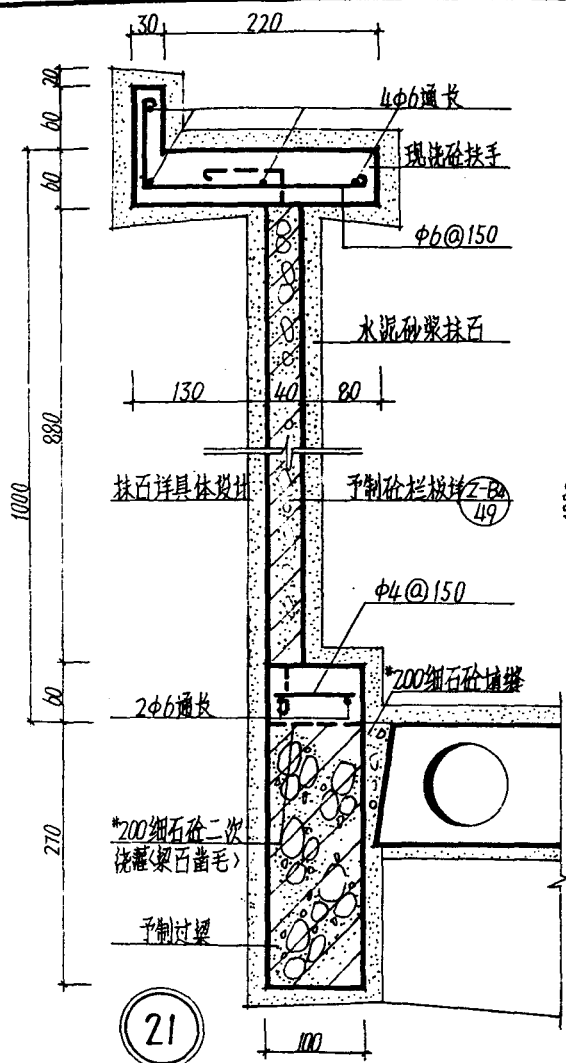 30 220
20
60
60
4φ6通长
现浇砼扶手
φ6@150
水泥砂浆抹石
130 40 80
880
1000
抹石详具体设计
予制砼栏板详 Z-B4
49
φ4@150
60
2φ6通长
#200细石砼填缝
270
#200细石砼二次
浇灌(梁百凿毛)
予制过梁
21
100